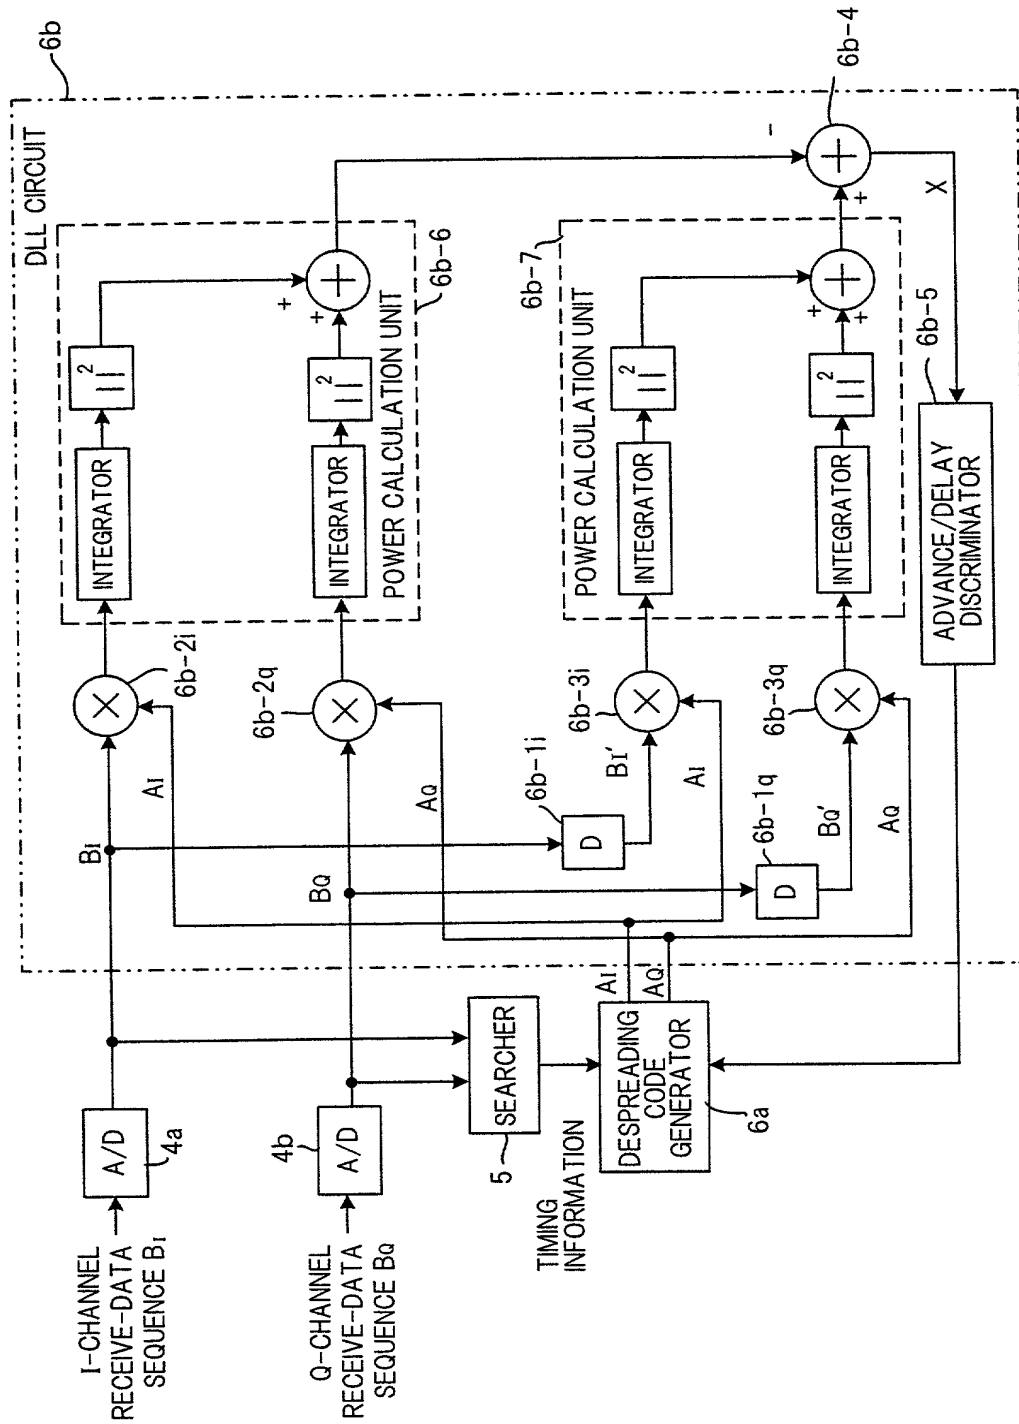 DLL CIRCUIT
6b
I-CHANNEL
RECEIVE-DATA
SEQUENCE BI
A/D
4a
BI
AI
6b-2i
INTEGRATOR
| |2
+
+
+
INTEGRATOR
| |2
POWER CALCULATION UNIT
6b-6
Q-CHANNEL
RECEIVE-DATA
SEQUENCE BQ
A/D
4b
BQ
AQ
6b-2q
SEARCHER
5
TIMING
INFORMATION
DESPREADING
CODE
GENERATOR
6a
AI
AQ
D
6b-1i
BI'
AI
6b-3i
POWER CALCULATION UNIT
6b-7
INTEGRATOR
| |2
D
6b-1q
BQ'
AQ
6b-3q
INTEGRATOR
| |2
+
+
+
-
+
+
6b-4
X
ADVANCE/DELAY
DISCRIMINATOR
6b-5